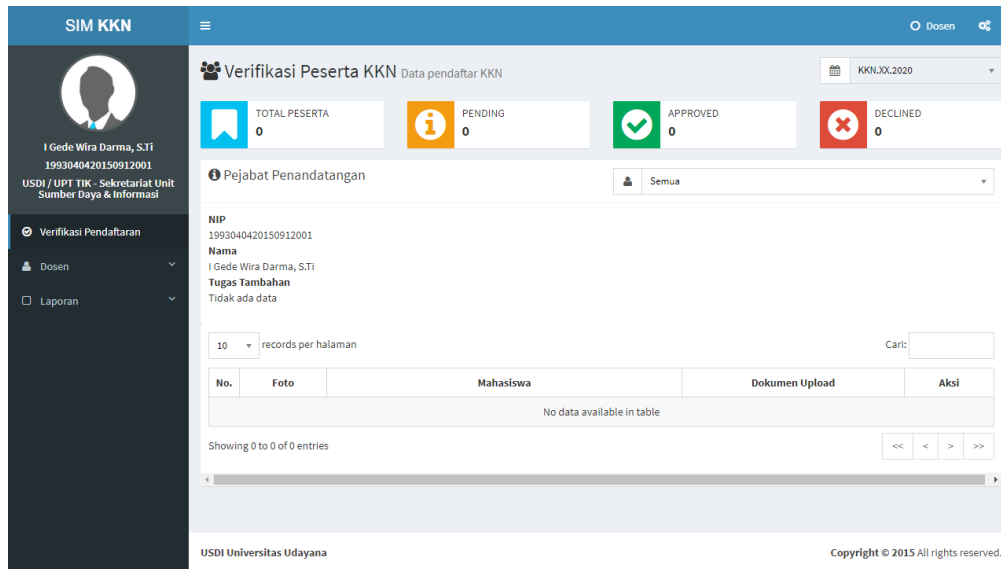 SIM KKN
Dosen
I Gede Wira Darma, S.Ti
1993040420150912001
USDI / UPT TIK - Sekretariat Unit
Sumber Daya & Informasi
Verifikasi Pendaftaran
Dosen
Laporan
Verifikasi Peserta KKN Data pendaftar KKN
KKN.XX.2020
TOTAL PESERTA
0
PENDING
0
APPROVED
0
DECLINED
0
Pejabat Penandatangan
Semua
NIP
1993040420150912001
Nama
I Gede Wira Darma, S.Ti
Tugas Tambahan
Tidak ada data
10 records per halaman
Cari:
No. Foto Mahasiswa Dokumen Upload Aksi
No data available in table
Showing 0 to 0 of 0 entries
<< < > >>
USDI Universitas Udayana
Copyright © 2015 All rights reserved.